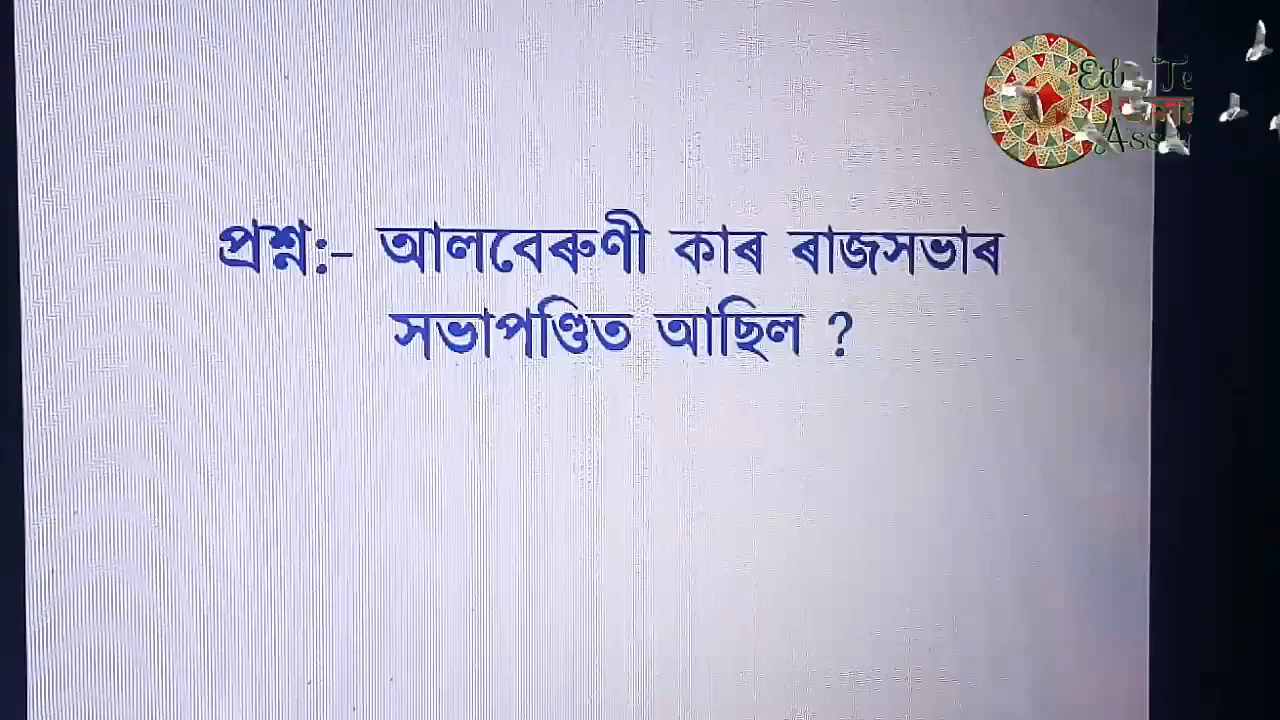 প্ৰশ্ন:- আলবেৰুণী কাৰ ৰাজসভাৰ
সভাপণ্ডিত আছিল ?